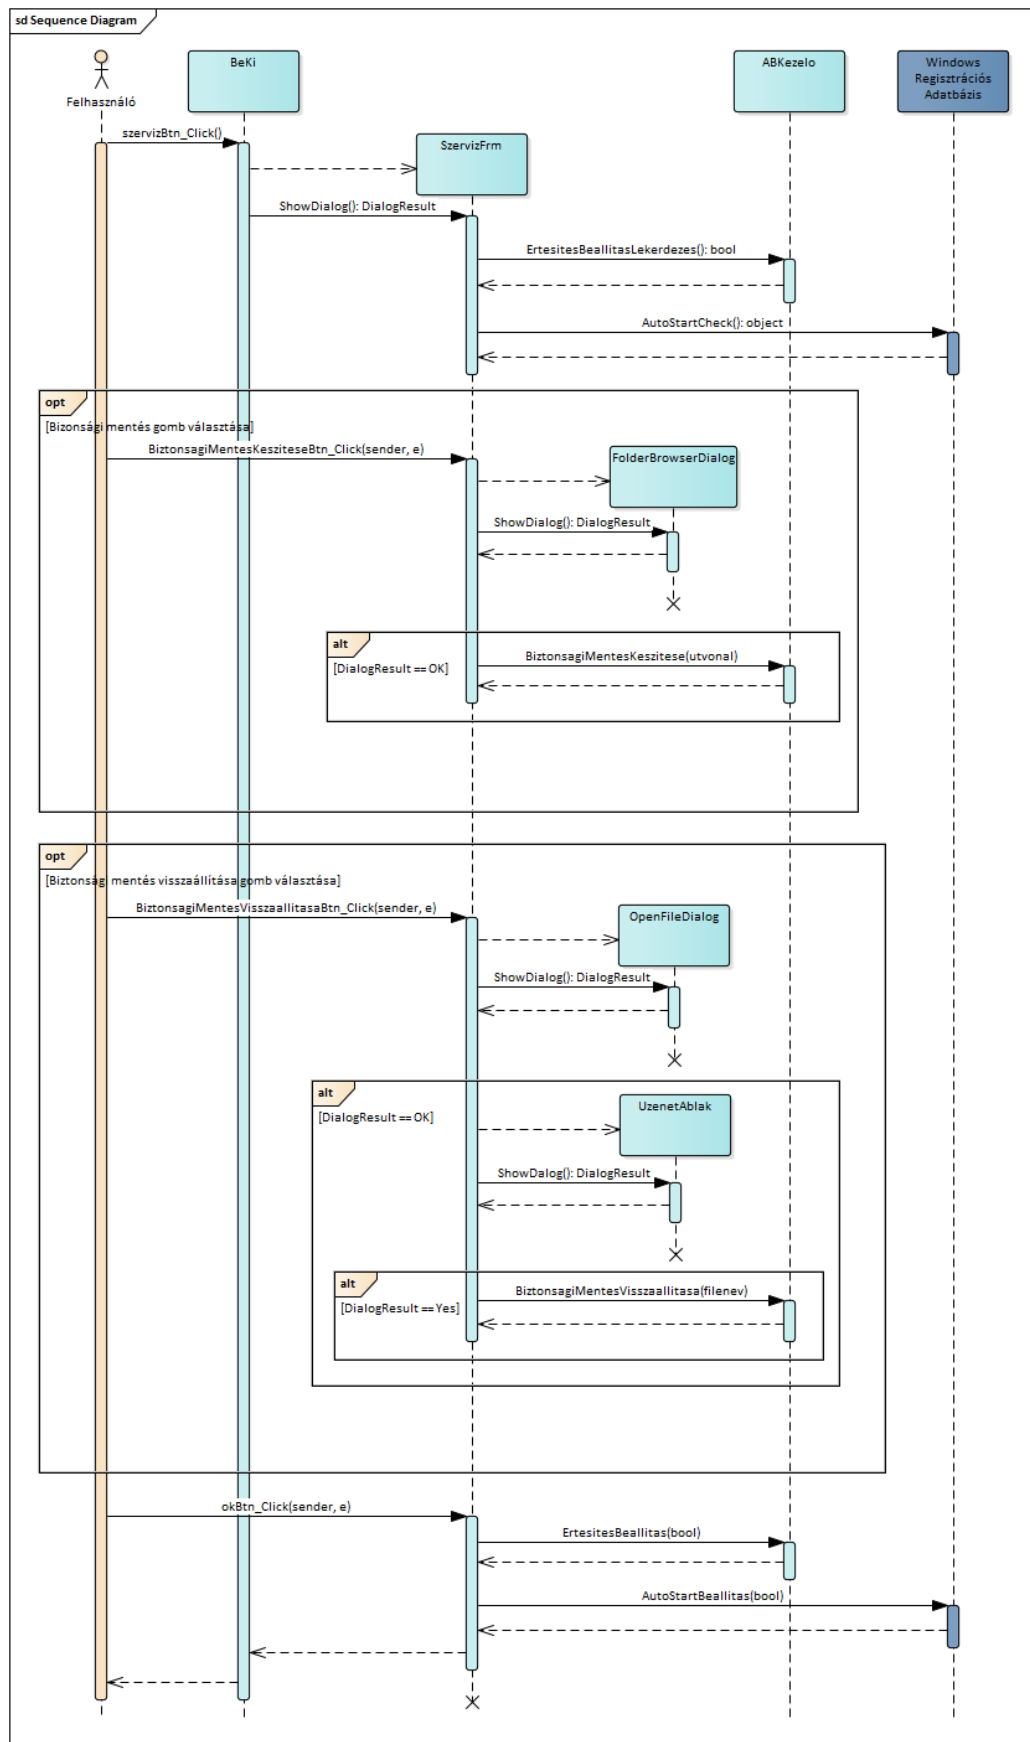 sd Sequence Diagram
Felhasználó
BeKi
ABKezelo
Windows
Regisztrációs
Adatbázis
szervizBtn_Click()
SzervizFrm
ShowDialog(): DialogResult
ErtesitesBeallitasLekerdezes(): bool
AutoStartCheck(): object
opt
[Bizonsági mentés gomb választása]
BiztonsagiMentesKesziteseBtn_Click(sender, e)
FolderBrowserDialog
ShowDialog(): DialogResult
alt
[DialogResult == OK]
BiztonsagiMentesKeszitese(utvonal)
opt
[Biztonsági mentés visszaállítása gomb választása]
BiztonsagiMentesVisszaallitasaBtn_Click(sender, e)
OpenFileDialog
ShowDialog(): DialogResult
alt
[DialogResult == OK]
UzenetAblak
ShowDalog(): DialogResult
alt
[DialogResult == Yes]
BiztonsagiMentesVisszaallitasa(filenev)
okBtn_Click(sender, e)
ErtesitesBeallitas(bool)
AutoStartBeallitas(bool)